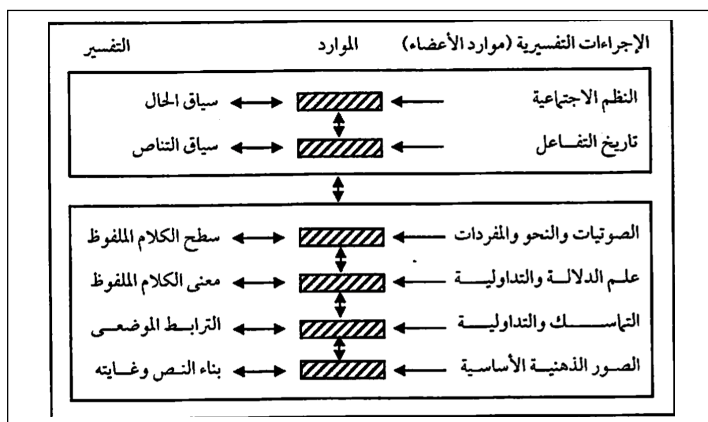 الإجراءات التفسيرية (موارد الأعضاء) الموارد التفسير
النظم الاجتماعية سياق الحال
تاريخ التفاعل سياق التناص
الصوتيات والنحو والمفردات سطح الكلام الملفوظ
علم الدلالة والتداولية معنى الكلام الملفوظ
التماسك والتداولية الترابط الموضعى
الصور الذهنية الأساسية بناء النص وغايته